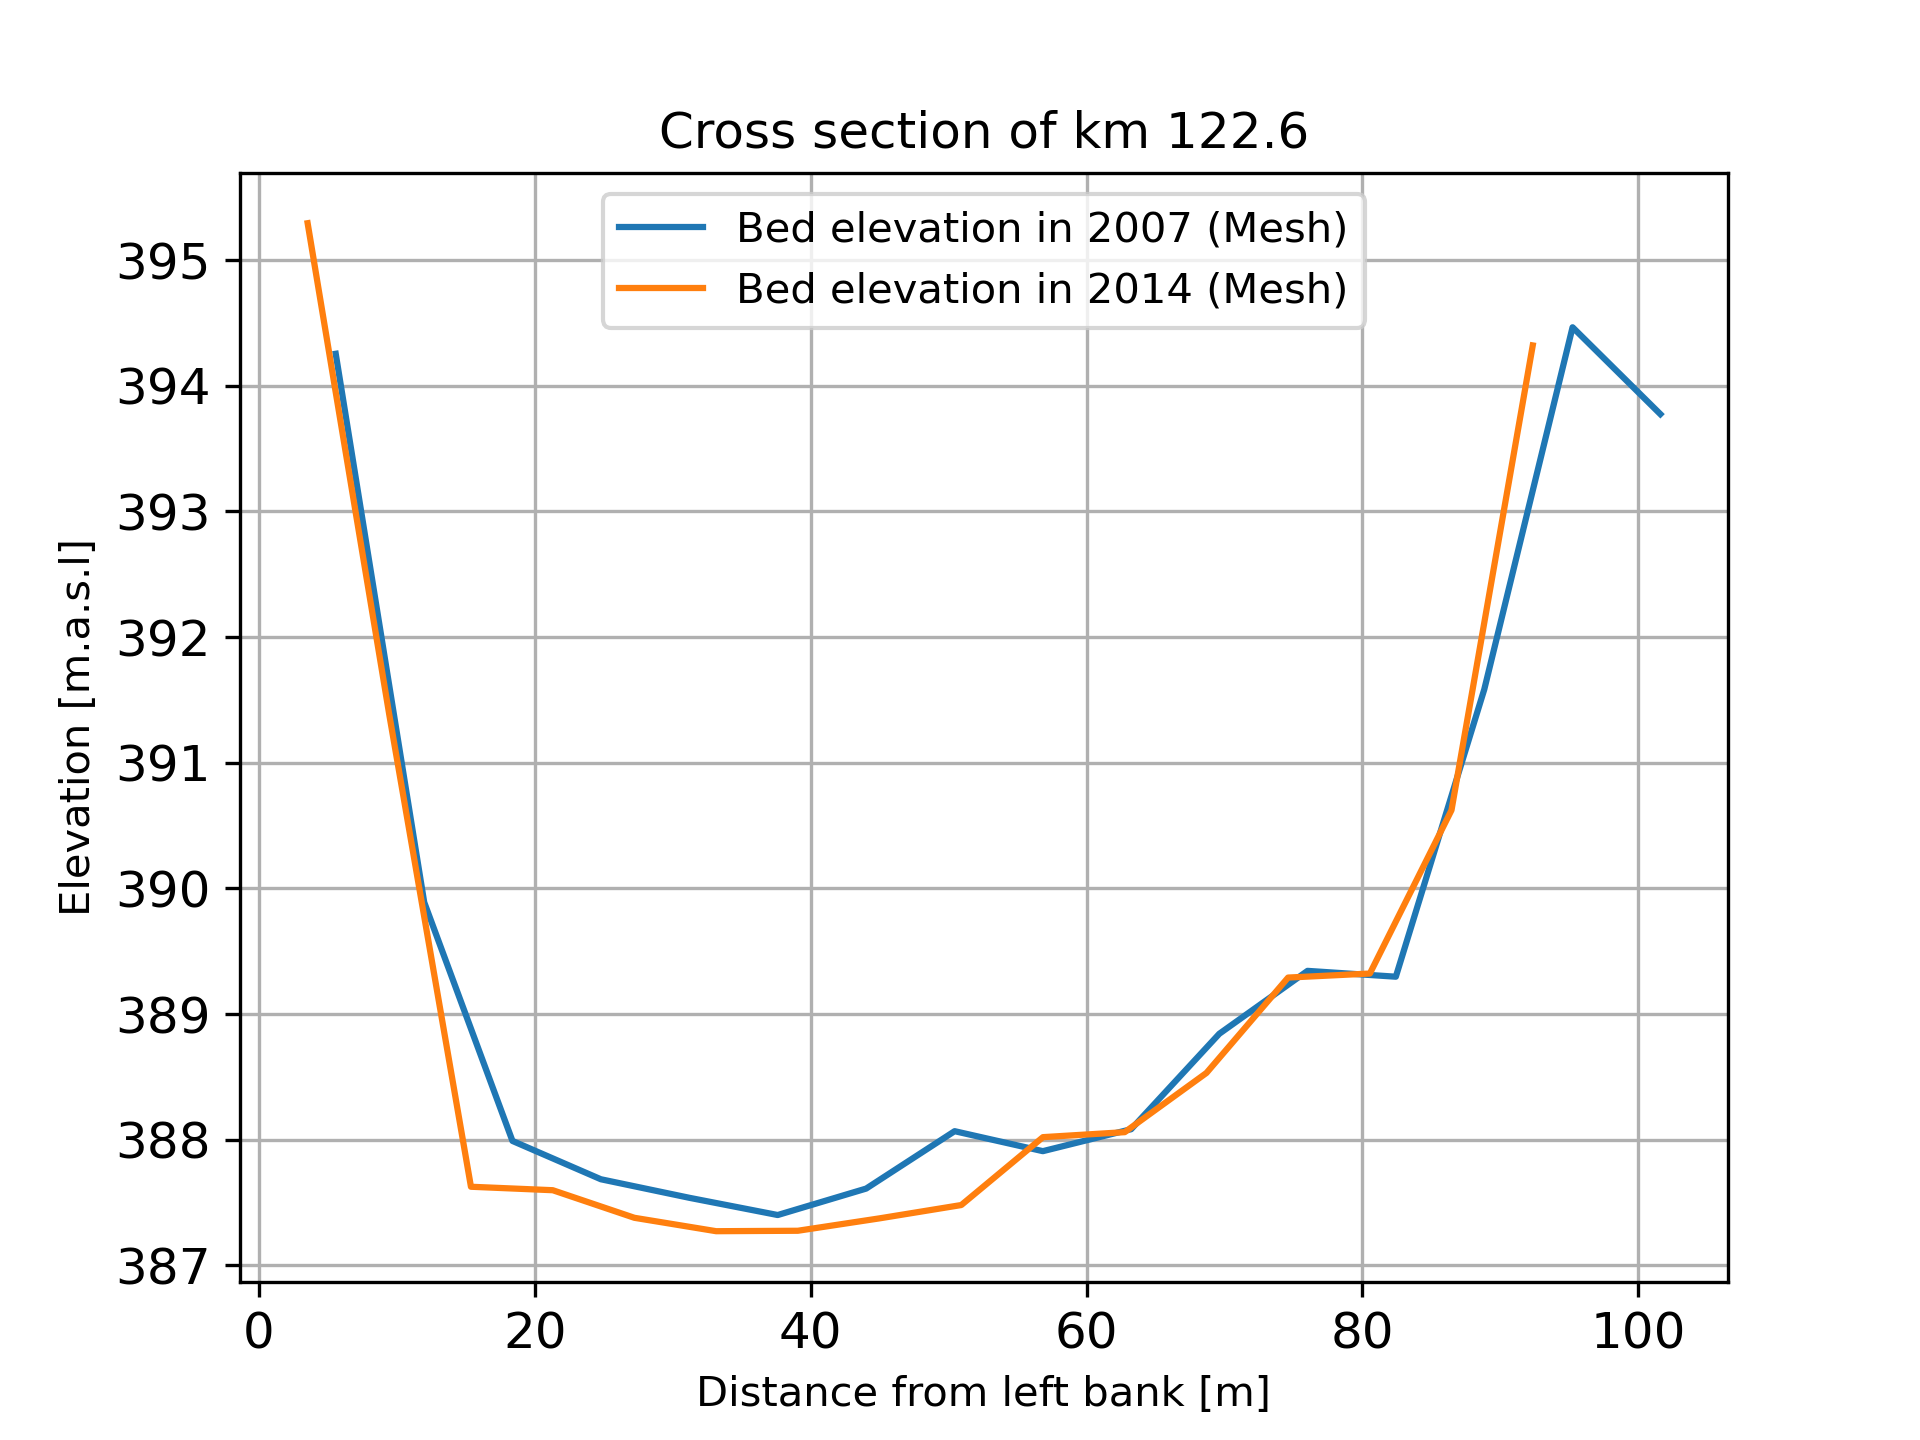 Cross section of km 122.6
Bed elevation in 2007 (Mesh)
Bed elevation in 2014 (Mesh)
Elevation [m.a.s.l]
395
394
393
392
391
390
389
388
387
0 20 40 60 80 100
Distance from left bank [m]